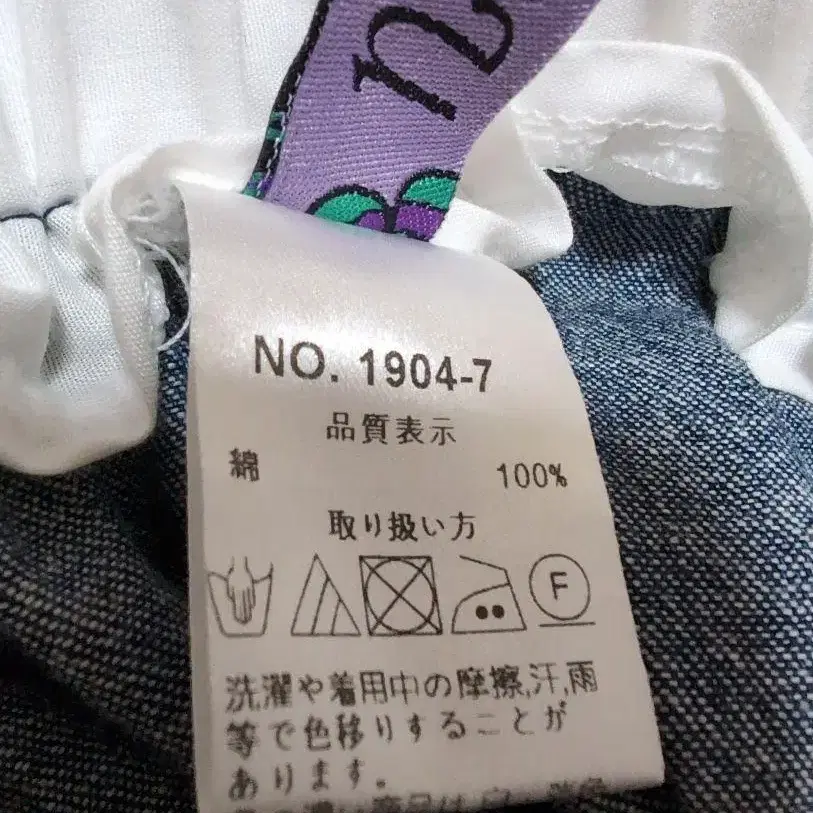 n
NO. 1904-7
品質表示
綿 100%
取り扱い方
F
洗濯や着用中の摩擦,汗,雨
等で色移りすることが
あります。